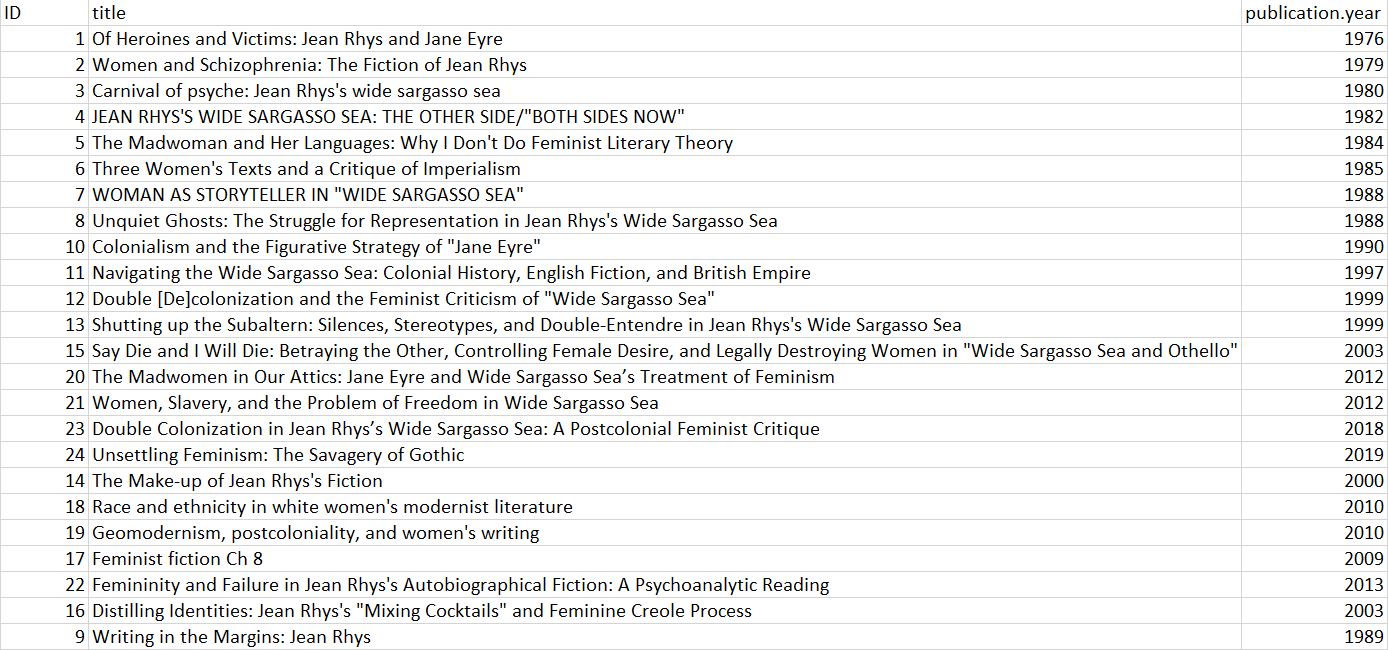 ID title publication.year
1 Of Heroines and Victims: Jean Rhys and Jane Eyre 1976
2 Women and Schizophrenia: The Fiction of Jean Rhys 1979
3 Carnival of psyche: Jean Rhys's wide sargasso sea 1980
4 JEAN RHYS'S WIDE SARGASSO SEA: THE OTHER SIDE/"BOTH SIDES NOW" 1982
5 The Madwoman and Her Languages: Why I Don't Do Feminist Literary Theory 1984
6 Three Women's Texts and a Critique of Imperialism 1985
7 WOMAN AS STORYTELLER IN "WIDE SARGASSO SEA" 1988
8 Unquiet Ghosts: The Struggle for Representation in Jean Rhys's Wide Sargasso Sea 1988
10 Colonialism and the Figurative Strategy of "Jane Eyre" 1990
11 Navigating the Wide Sargasso Sea: Colonial History, English Fiction, and British Empire 1997
12 Double [De]colonization and the Feminist Criticism of "Wide Sargasso Sea" 1999
13 Shutting up the Subaltern: Silences, Stereotypes, and Double-Entendre in Jean Rhys's Wide Sargasso Sea 1999
15 Say Die and I Will Die: Betraying the Other, Controlling Female Desire, and Legally Destroying Women in "Wide Sargasso Sea and Othello" 2003
20 The Madwomen in Our Attics: Jane Eyre and Wide Sargasso Sea’s Treatment of Feminism 2012
21 Women, Slavery, and the Problem of Freedom in Wide Sargasso Sea 2012
23 Double Colonization in Jean Rhys’s Wide Sargasso Sea: A Postcolonial Feminist Critique 2018
24 Unsettling Feminism: The Savagery of Gothic 2019
14 The Make-up of Jean Rhys's Fiction 2000
18 Race and ethnicity in white women's modernist literature 2010
19 Geomodernism, postcoloniality, and women's writing 2010
17 Feminist fiction Ch 8 2009
22 Femininity and Failure in Jean Rhys's Autobiographical Fiction: A Psychoanalytic Reading 2013
16 Distilling Identities: Jean Rhys's "Mixing Cocktails" and Feminine Creole Process 2003
9 Writing in the Margins: Jean Rhys 1989